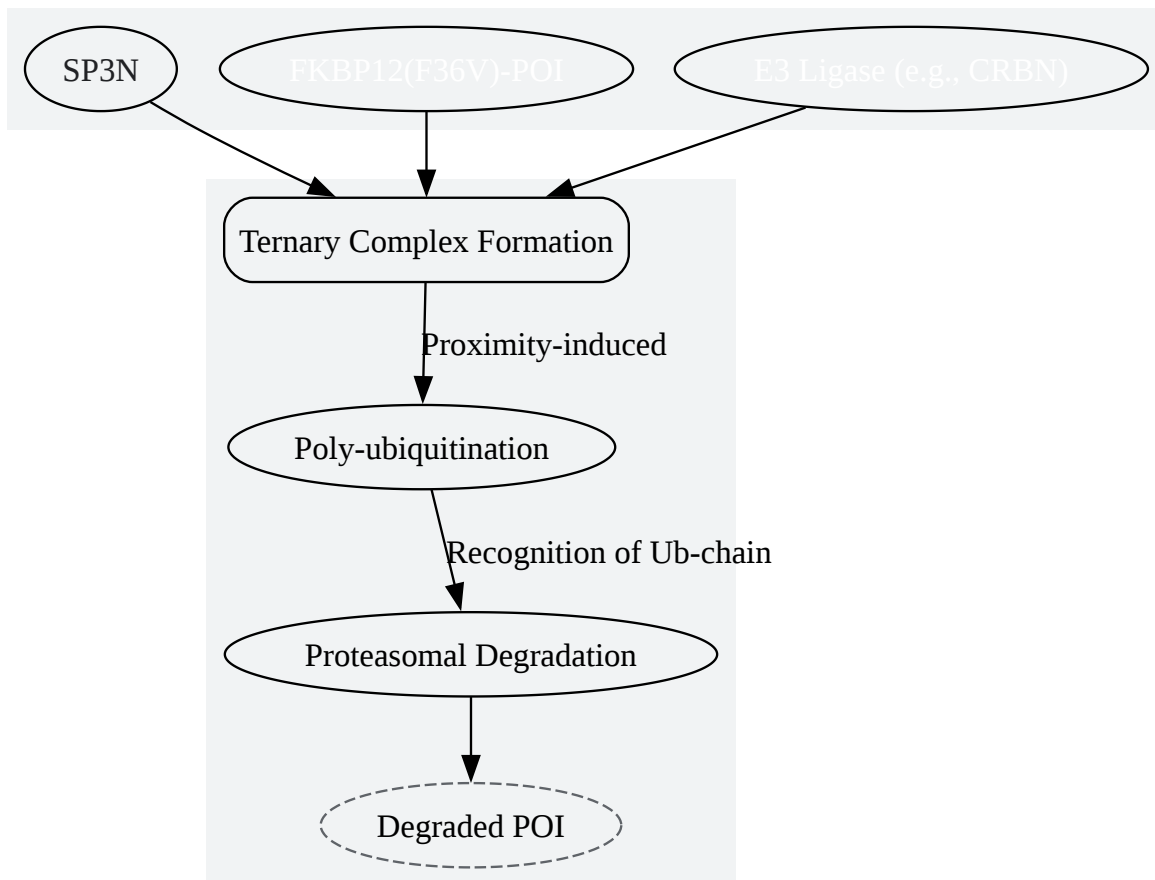 SP3N
FKBP12(F36V)-POI
E3 Ligase (e.g., CRBN)
Ternary Complex Formation
Proximity-induced
Poly-ubiquitination
Recognition of Ub-chain
Proteasomal Degradation
Degraded POI